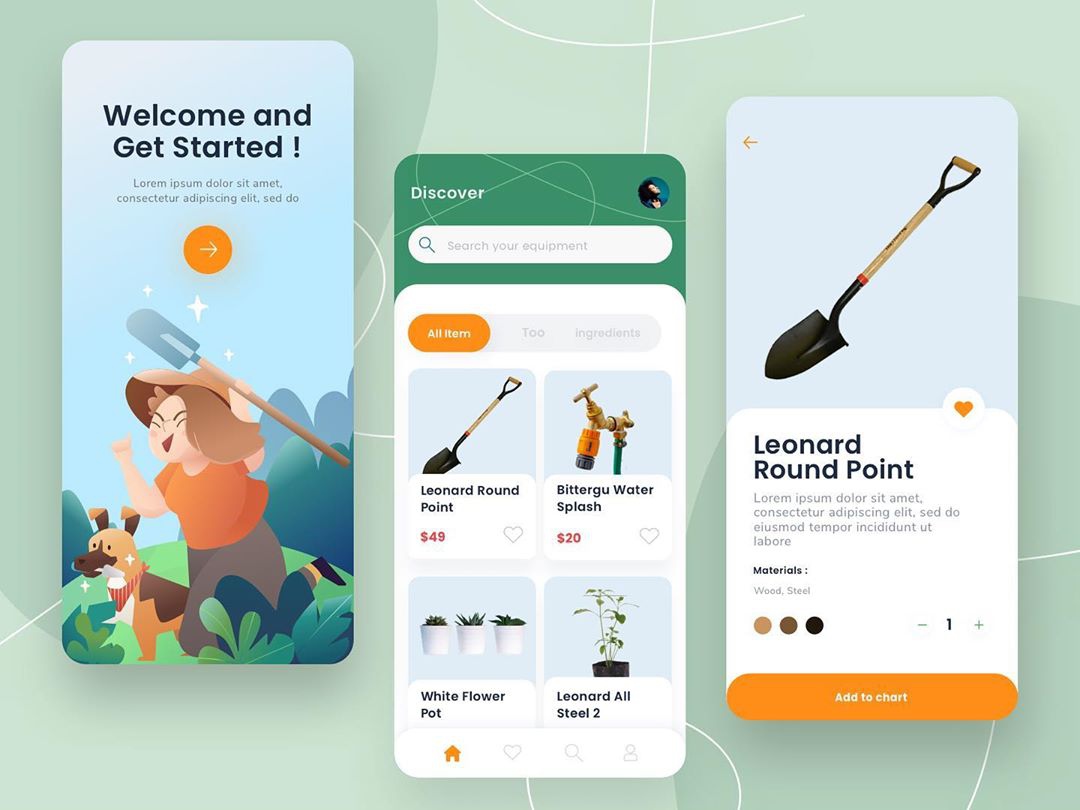 Welcome and
Get Started !
Lorem ipsum dolor sit amet,
consectetur adipiscing elit, sed do
Discover
Search your equipment
All Item
Too
Ingredients
Leonard Round
Point
$49
Bittergu Water
Splash
$20
White Flower
Pot
Leonard All
Steel 2
Leonard
Round Point
Lorem ipsum dolor sit amet,
consectetur adipiscing elit, sed do
eiusmod tempor incididunt ut
labore
Materials :
Wood, Steel
1
Add to chart